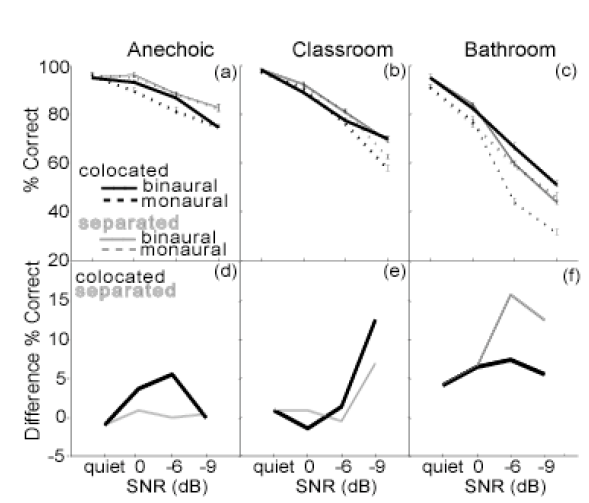 Anechoic Classroom Bathroom
100 (a) (b) (c)
80
60
40
20
% Correct
colocated
binaural
monaural
separated
binaural
monaural
(d) (e) (f)
colocated
separated
15
10
5
0
-5
Difference % Correct
quiet 0 -6 -9 quiet 0 -6 -9 quiet 0 -6 -9
SNR (dB) SNR (dB) SNR (dB)